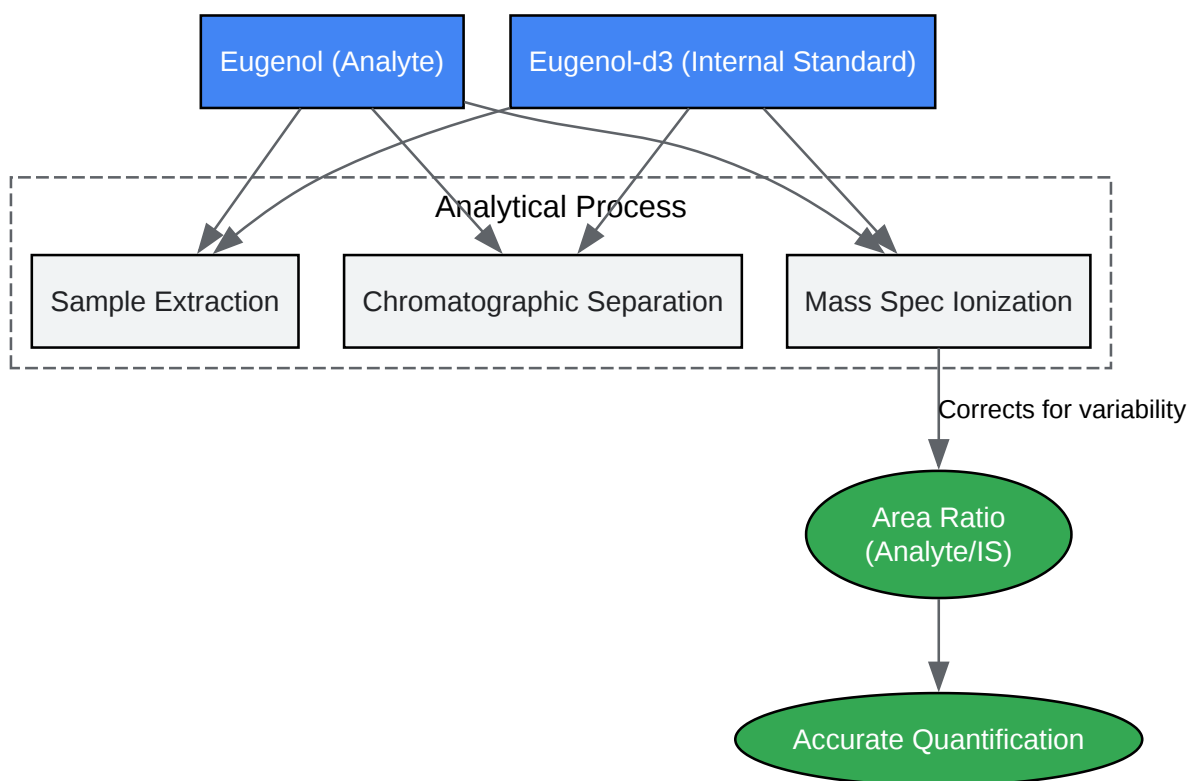 Eugenol (Analyte)
Eugenol-d3 (Internal Standard)
Analytical Process
Sample Extraction
Chromatographic Separation
Mass Spec Ionization
Corrects for variability
Area Ratio
(Analyte/IS)
Accurate Quantification